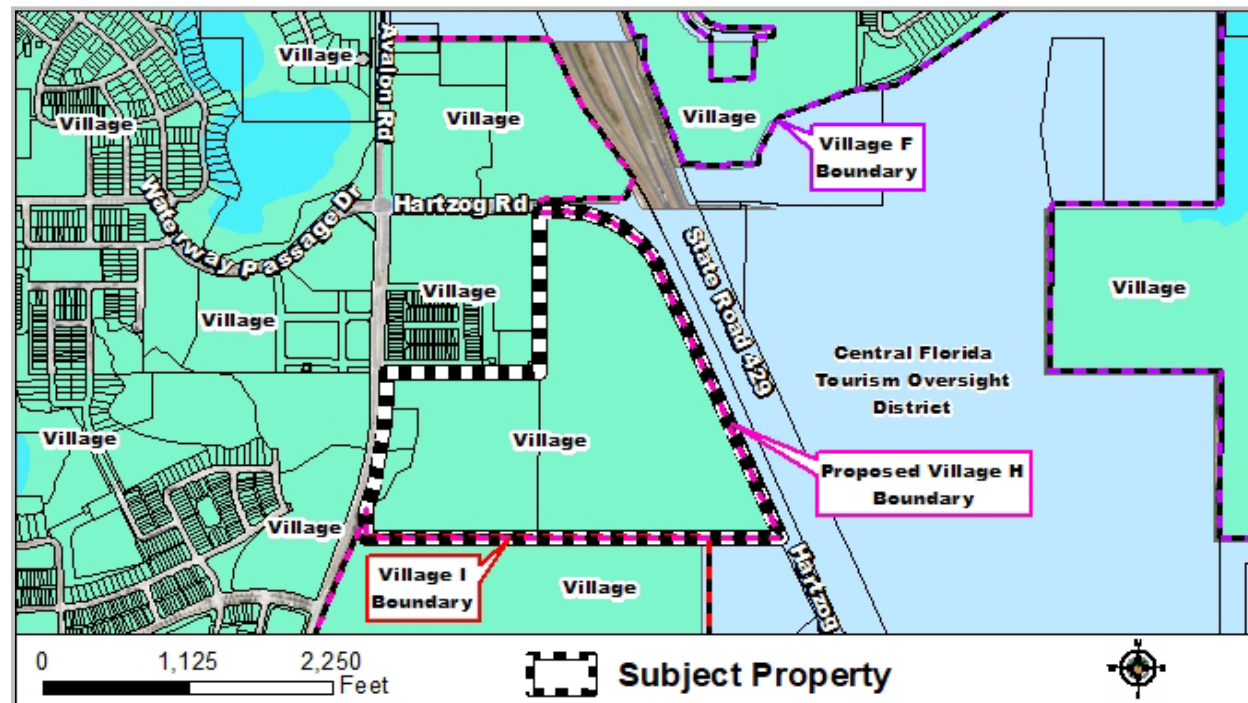 Avalon Rd
Village
Village
Village
Village
Village F
Boundary
Waterway Passage Dr
Hartzog Rd
State Road 429
Village
Village
Village
Central Florida
Tourism Oversight
District
Village
Village
Proposed Village H
Boundary
Village
Village I
Boundary
Village
Hartzog
0 1,125 2,250
Feet
Subject Property